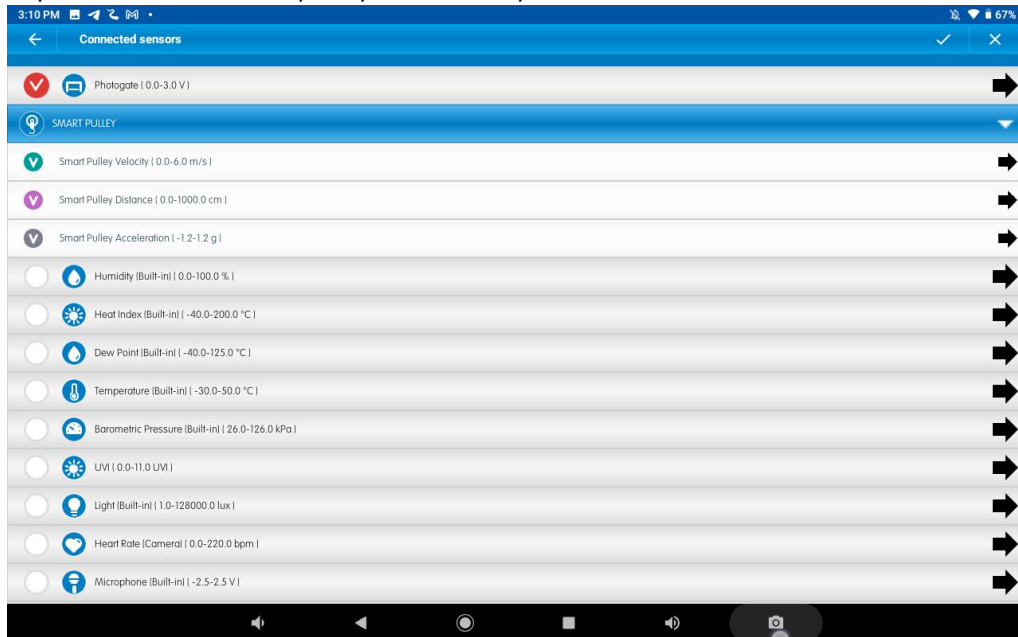 3:10 PM
67%
Connected sensors
Photogate ( 0.0-3.0 V )
SMART PULLEY
Smart Pulley Velocity ( 0.0-6.0 m/s )
Smart Pulley Distance ( 0.0-1000.0 cm )
Smart Pulley Acceleration ( -1.2-1.2 g )
Humidity (Built-in) ( 0.0-100.0 % )
Heat Index (Built-in) ( -40.0-200.0 °C )
Dew Point (Built-in) ( -40.0-125.0 °C )
Temperature (Built-in) ( -30.0-50.0 °C )
Barometric Pressure (Built-in) ( 26.0-126.0 kPa )
UVI ( 0.0-11.0 UVI )
Light (Built-in) ( 1.0-128000.0 lux )
Heart Rate (Camera) ( 0.0-220.0 bpm )
Microphone (Built-in) ( -2.5-2.5 V )